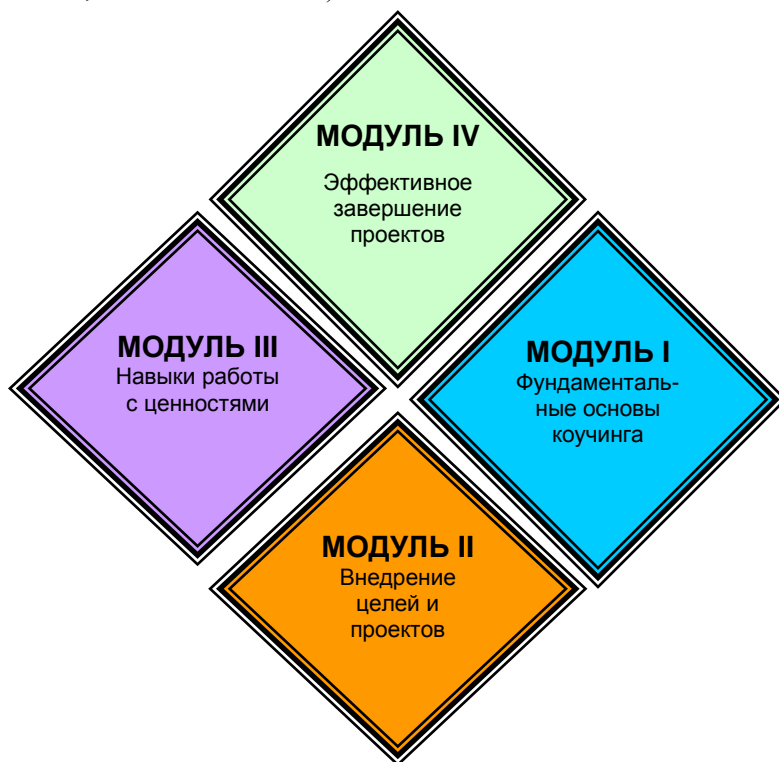 МОДУЛЬ IV
Эффективное
завершение
проектов
МОДУЛЬ III
Навыки работы
с ценностями
МОДУЛЬ I
Фундаменталь-
ные основы
коучинга
МОДУЛЬ II
Внедрение
целей и
проектов